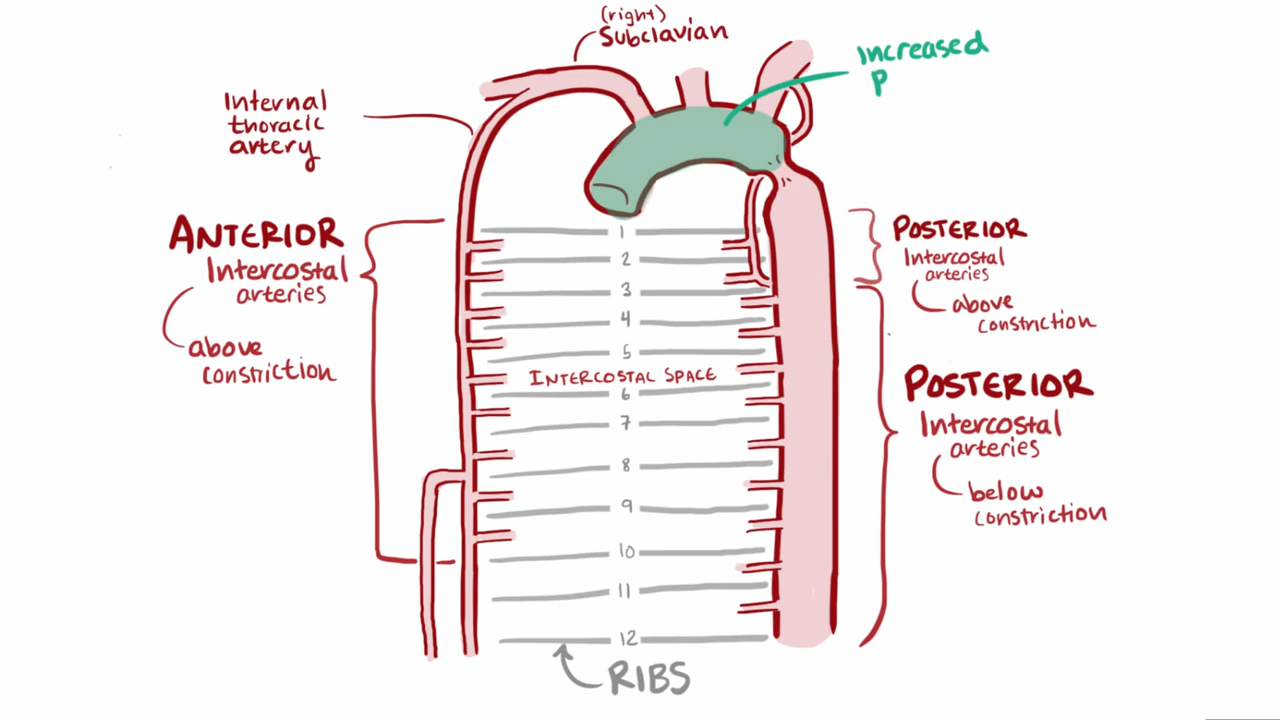 (right)
Subclavian
Increased
P
Internal
thoracic
artery
ANTERIOR
Intercostal
arteries
above
constriction
POSTERIOR
Intercostal
arteries
above
constriction
POSTERIOR
Intercostal
arteries
below
constriction
1
2
3
4
5
INTERCOSTAL SPACE
6
7
8
9
10
11
12
RIBS